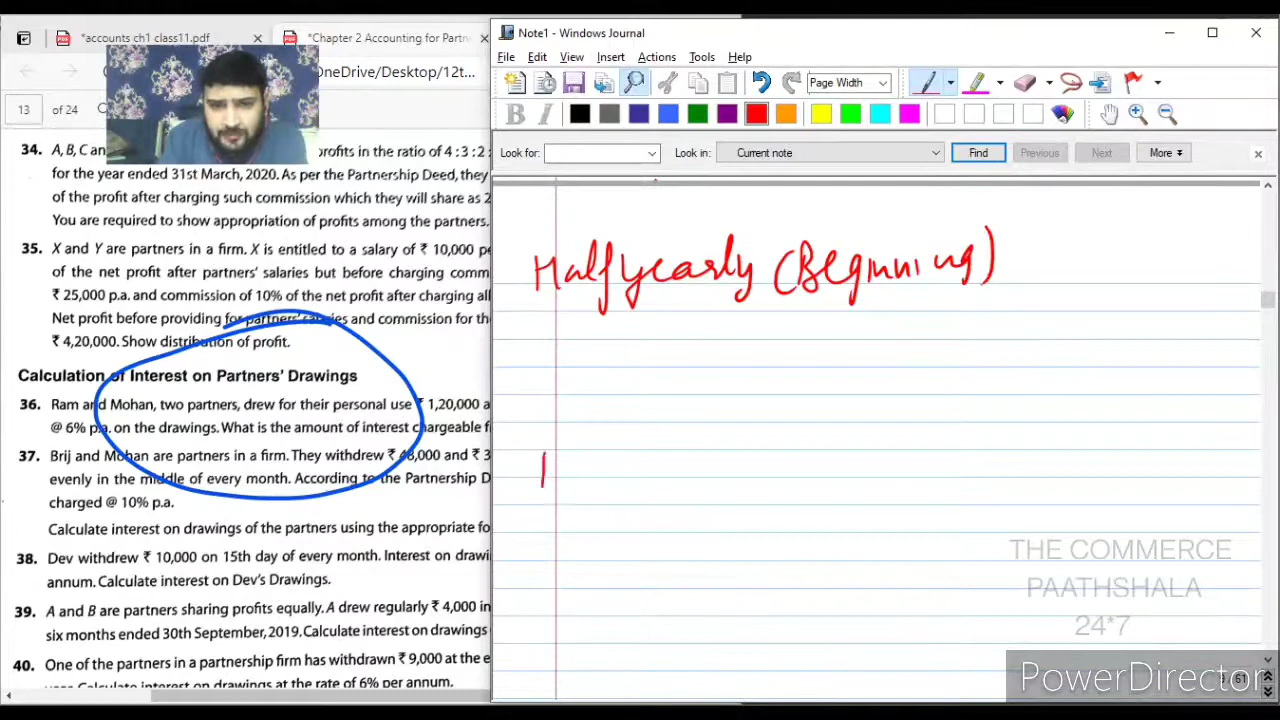 *accounts ch1 class11.pdf
*Chapter 2 Accounting for Partn
OneDrive/Desktop/12t...
13 of 24
34. A, B, C an profits in the ratio of 4 : 3 : 2 :
for the year ended 31st March, 2020. As per the Partnership Deed, they
of the profit after charging such commission which they will share as 2
You are required to show appropriation of profits among the partners.
35. X and Y are partners in a firm. X is entitled to a salary of ₹ 10,000 pe
of the net profit after partners' salaries but before charging comm
₹ 25,000 p.a. and commission of 10% of the net profit after charging all
Net profit before providing for partners' salaries and commission for the
₹ 4,20,000. Show distribution of profit.
Calculation of Interest on Partners' Drawings
36. Ram and Mohan, two partners, drew for their personal use ₹ 1,20,000 a
@ 6% p.a. on the drawings. What is the amount of interest chargeable f
37. Brij and Mohan are partners in a firm. They withdrew ₹ 48,000 and ₹ 3
evenly in the middle of every month. According to the Partnership D
charged @ 10% p.a.
Calculate interest on drawings of the partners using the appropriate fo
38. Dev withdrew ₹ 10,000 on 15th day of every month. Interest on drawi
annum. Calculate interest on Dev's Drawings.
39. A and B are partners sharing profits equally. A drew regularly ₹ 4,000 in
six months ended 30th September, 2019. Calculate interest on drawings
40. One of the partners in a partnership firm has withdrawn ₹ 9,000 at the e
year. Calculate interest on drawings at the rate of 6% per annum.
Note1 - Windows Journal
File Edit View Insert Actions Tools Help
Page Width
B I
Look for: Look in: Current note Find Previous Next More
Half yearly (Beginning)
THE COMMERCE
PAATHSHALA
24*7
PowerDirector